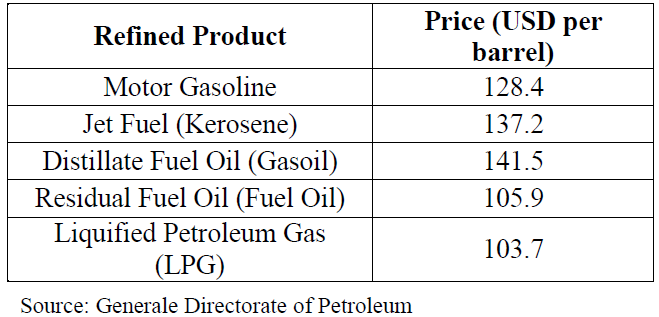 Refined Product
Price (USD per
barrel)
Motor Gasoline
128.4
Jet Fuel (Kerosene)
137.2
Distillate Fuel Oil (Gasoil)
141.5
Residual Fuel Oil (Fuel Oil)
105.9
Liquified Petroleum Gas
(LPG)
103.7
Source: Generale Directorate of Petroleum